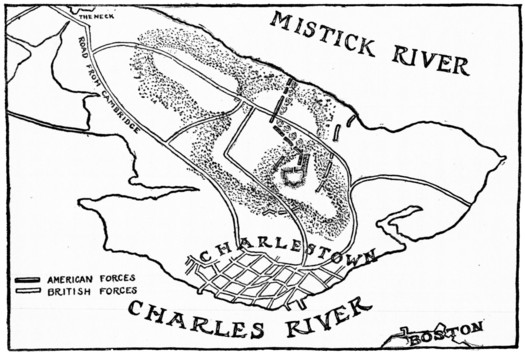 THE NECK
MISTICK RIVER
ROAD FROM CAMBRIDGE
CHARLESTOWN
AMERICAN FORCES
BRITISH FORCES
CHARLES RIVER
BOSTON